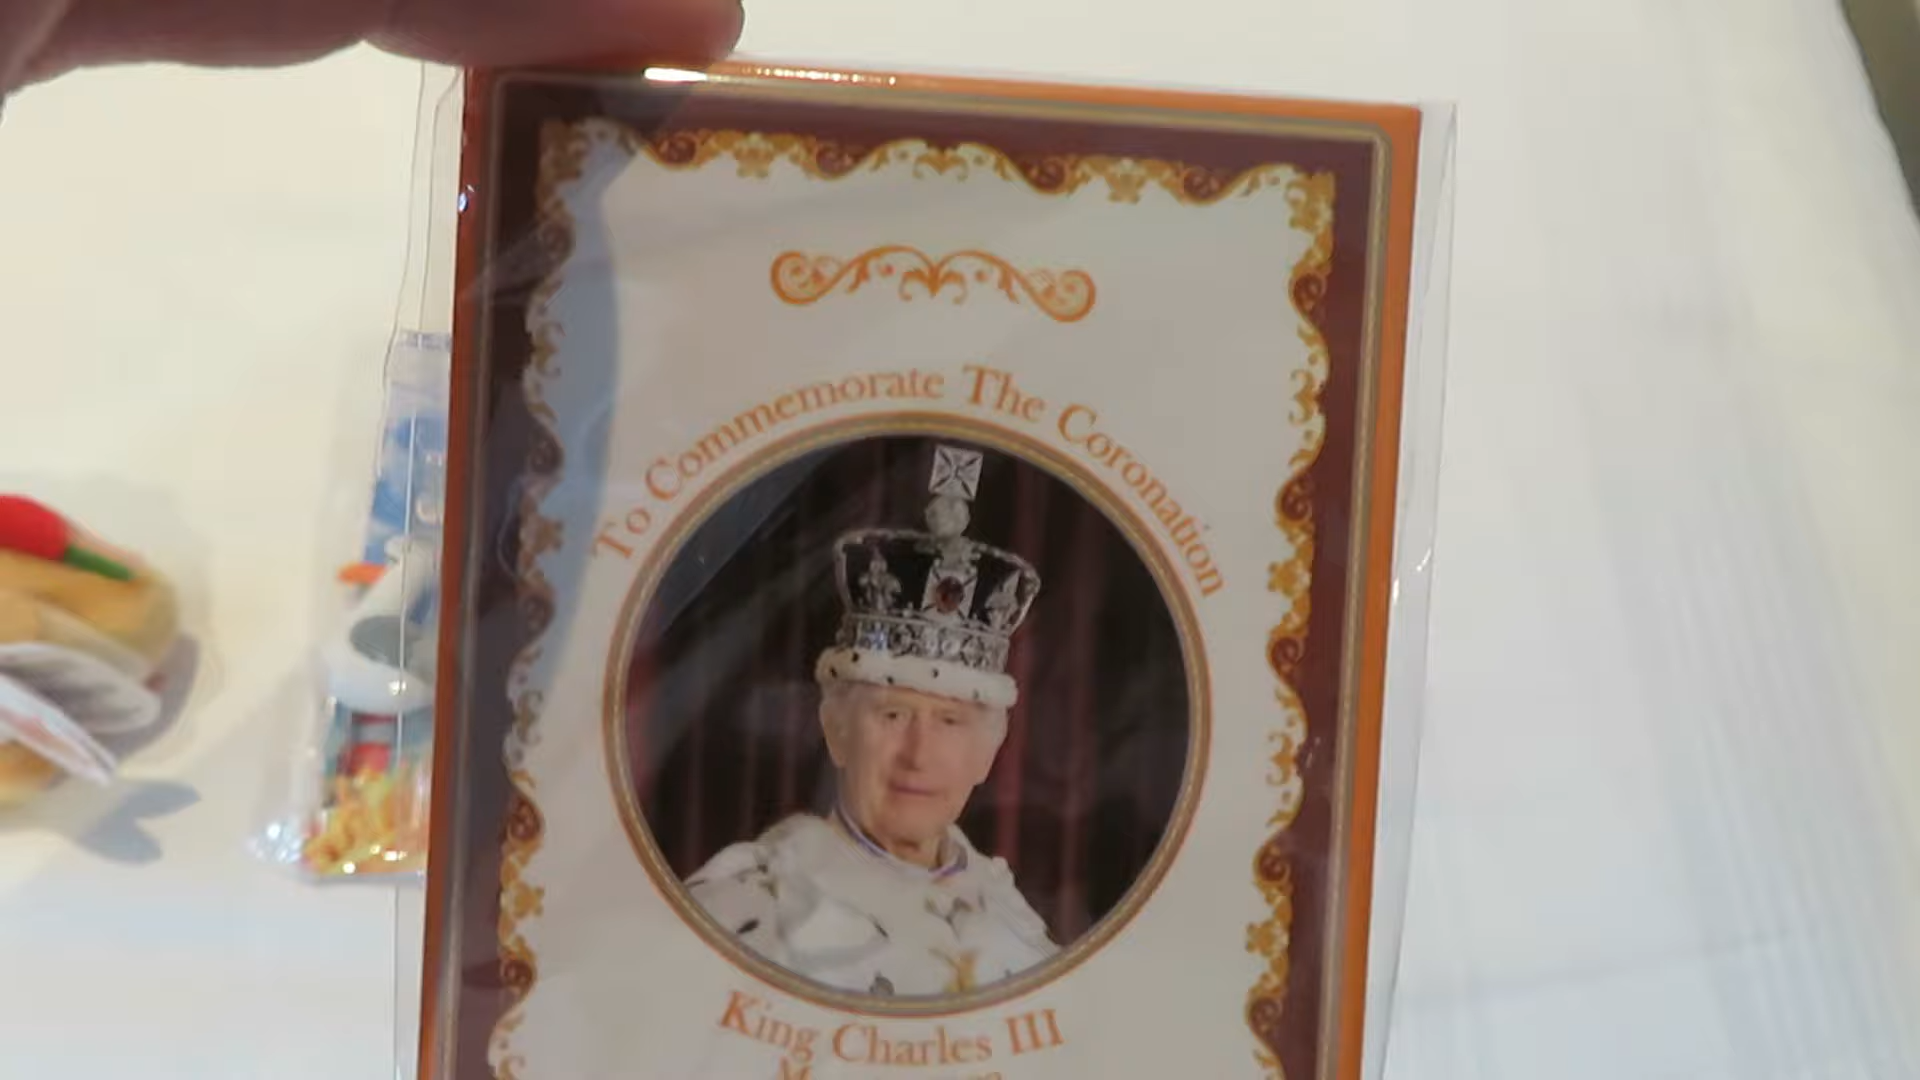 To Commemorate The Coronation
King Charles III